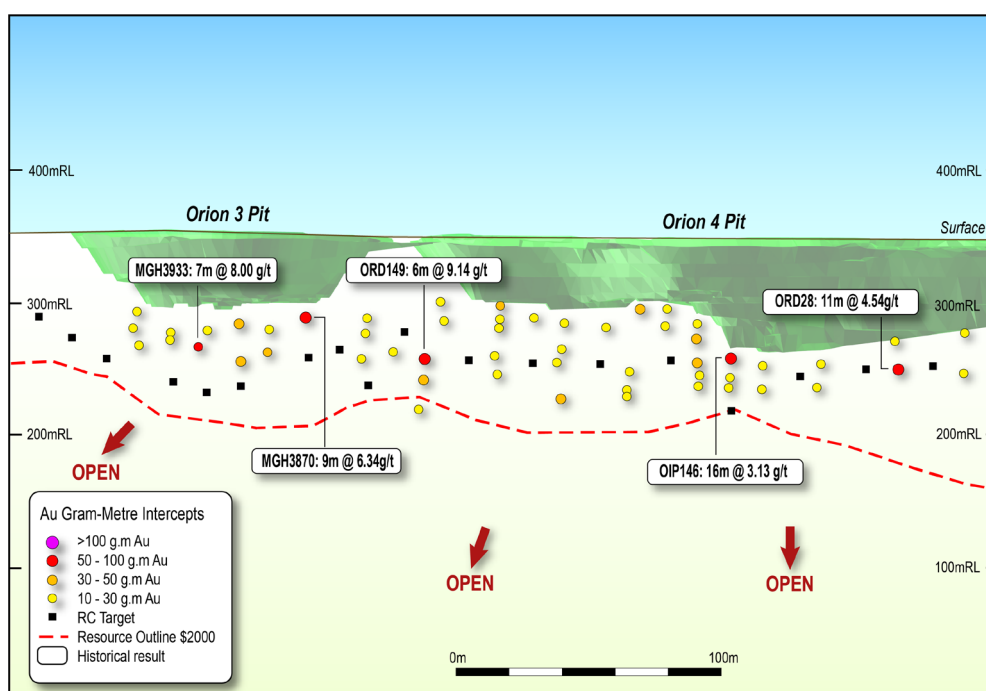 400mRL
400mRL
Orion 3 Pit
Orion 4 Pit
Surface
MGH3933: 7m @ 8.00 g/t
ORD149: 6m @ 9.14 g/t
ORD28: 11m @ 4.54g/t
300mRL
300mRL
200mRL
200mRL
MGH3870: 9m @ 6.34g/t
OIP146: 16m @ 3.13 g/t
OPEN
Au Gram-Metre Intercepts
>100 g.m Au
50 - 100 g.m Au
30 - 50 g.m Au
10 - 30 g.m Au
RC Target
Resource Outline $2000
Historical result
OPEN
OPEN
100mRL
0m
100m